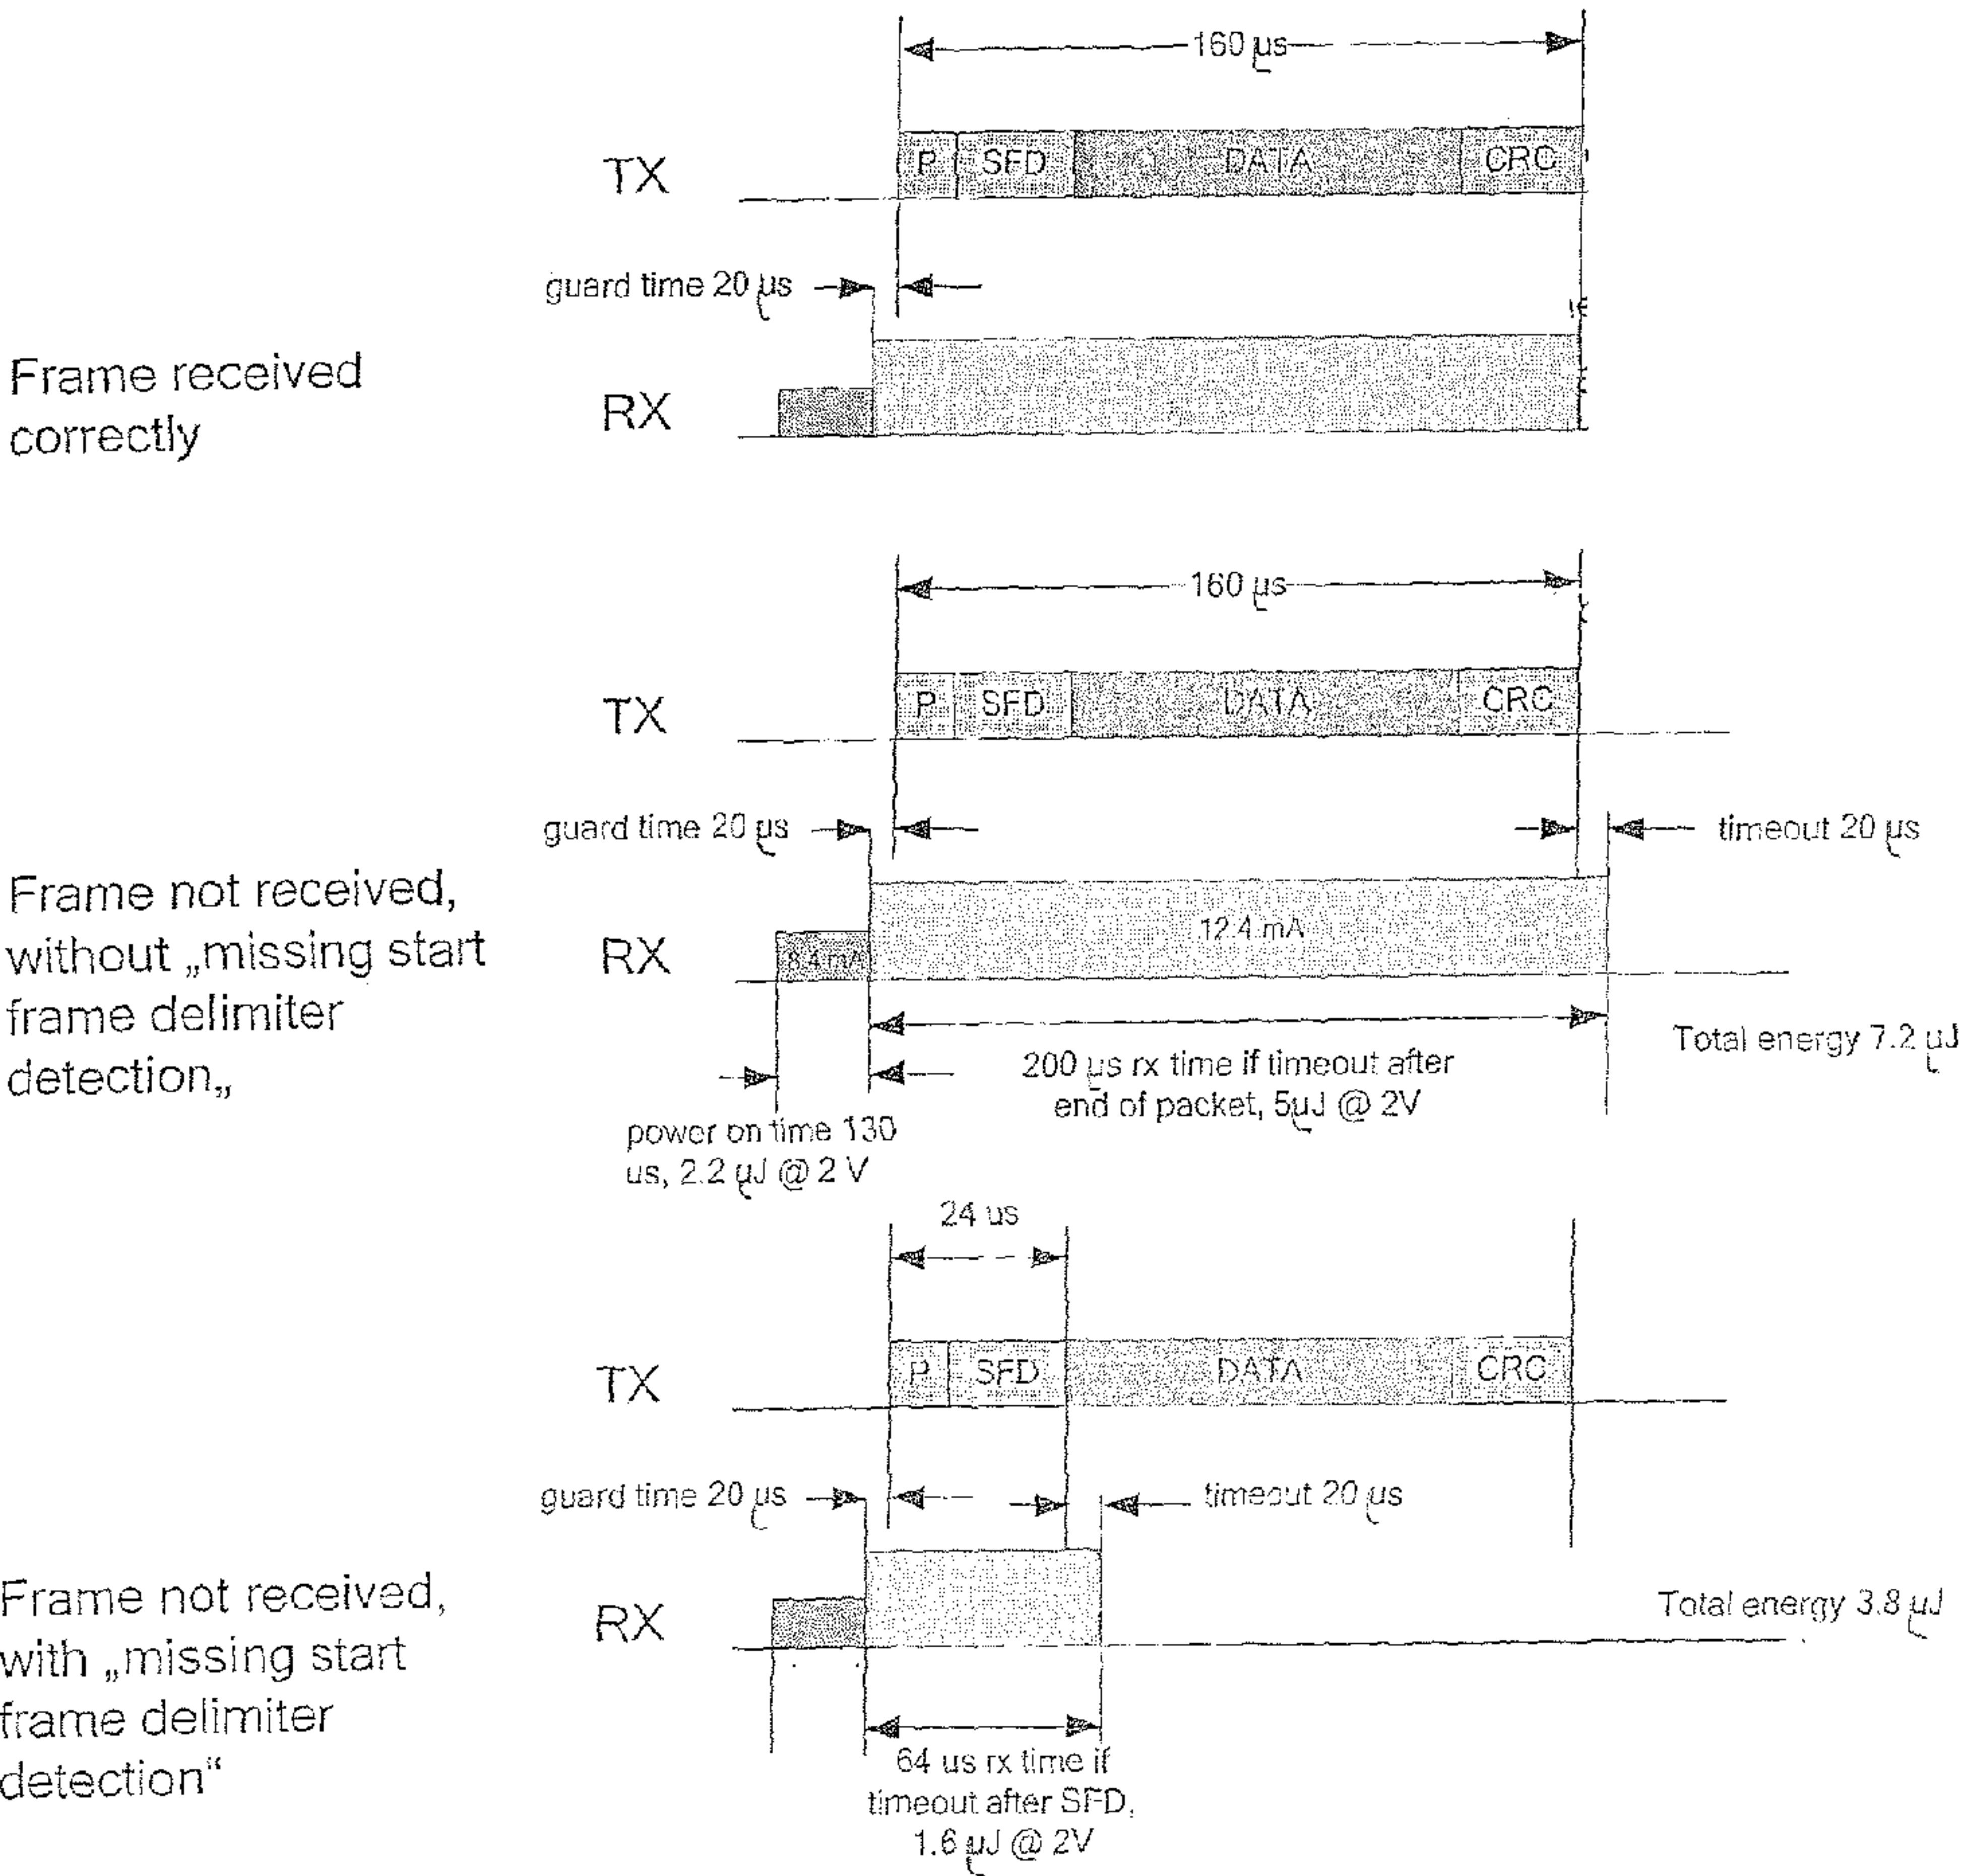 160 µs
TX
P SFD DATA CRC
guard time 20 µs
Frame received
correctly
RX
160 µs
TX
P SFD DATA CRC
guard time 20 µs
timeout 20 µs
Frame not received,
without „missing start
frame delimiter
detection„
RX
8.4 mA
12.4 mA
Total energy 7.2 µJ
200 µs rx time if timeout after
end of packet, 5µJ @ 2V
power on time 130
us, 2.2 µJ @ 2 V
24 us
TX
P SFD DATA CRC
guard time 20 µs
timeout 20 µs
Frame not received,
with „missing start
frame delimiter
detection“
RX
Total energy 3.8 µJ
64 us rx time if
timeout after SFD,
1.6 µJ @ 2V